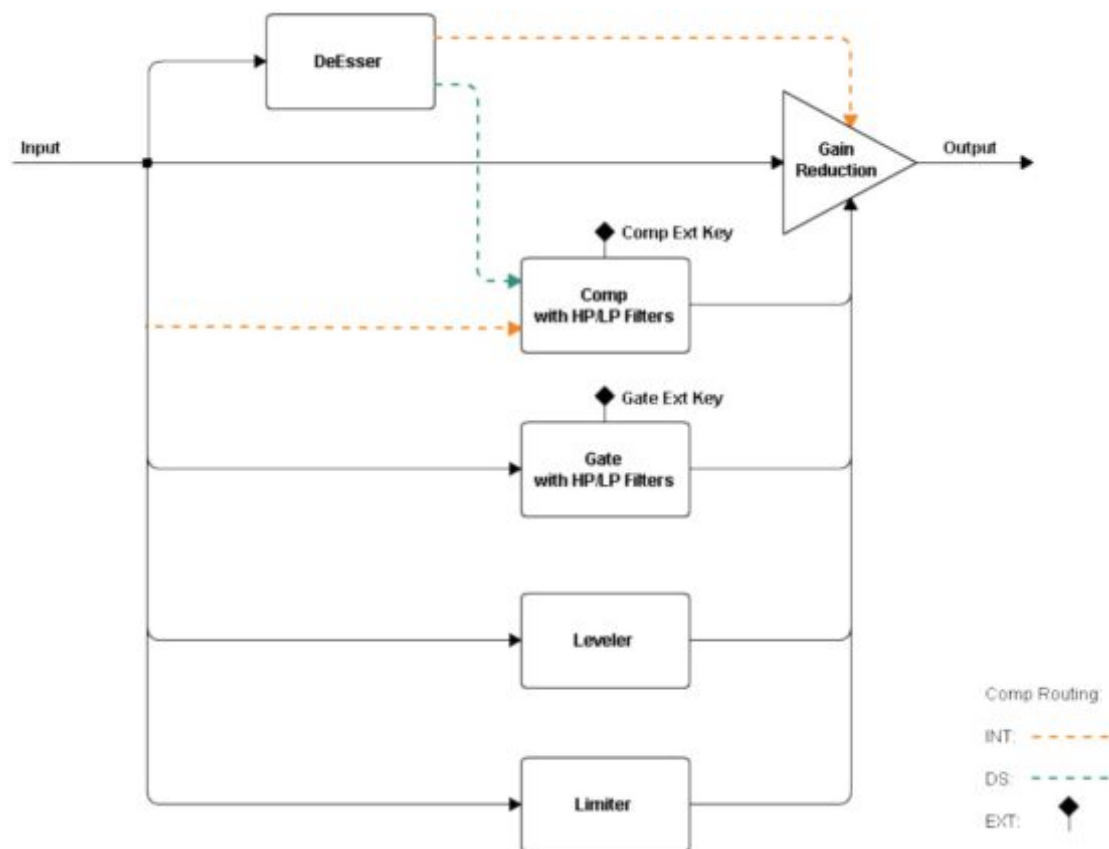 DeEsser
Input
Gain
Reduction
Output
Comp Ext Key
Comp
with HP/LP Filters
Gate Ext Key
Gate
with HP/LP Filters
Leveler
Limiter
Comp Routing:
INT:
DS:
EXT: